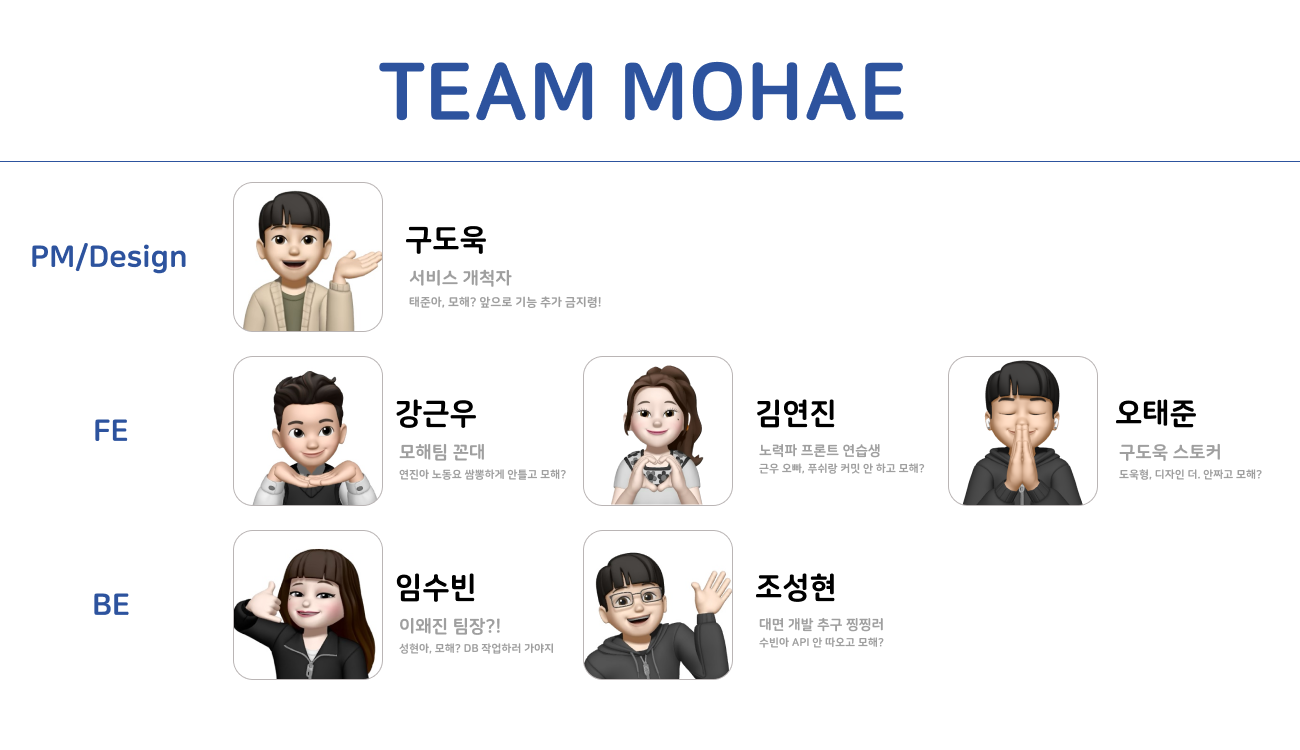 TEAM MOHAE
PM/Design
구도욱
서비스 개척자
태준아, 모해? 앞으로 기능 추가 금지령!
FE
강근우
모해팀 꼰대
연진아 노동요 쌈뽕하게 안틀고 모해?
김연진
노력파 프론트 연습생
근우 오빠, 푸쉬랑 커밋 안 하고 모해?
오태준
구도욱 스토커
도욱형, 디자인 더. 안짜고 모해?
BE
임수빈
이왜진 팀장?!
성현아, 모해? DB 작업하러 가야지
조성현
대면 개발 추구 찡찡러
수빈아 API 안 따오고 모해?